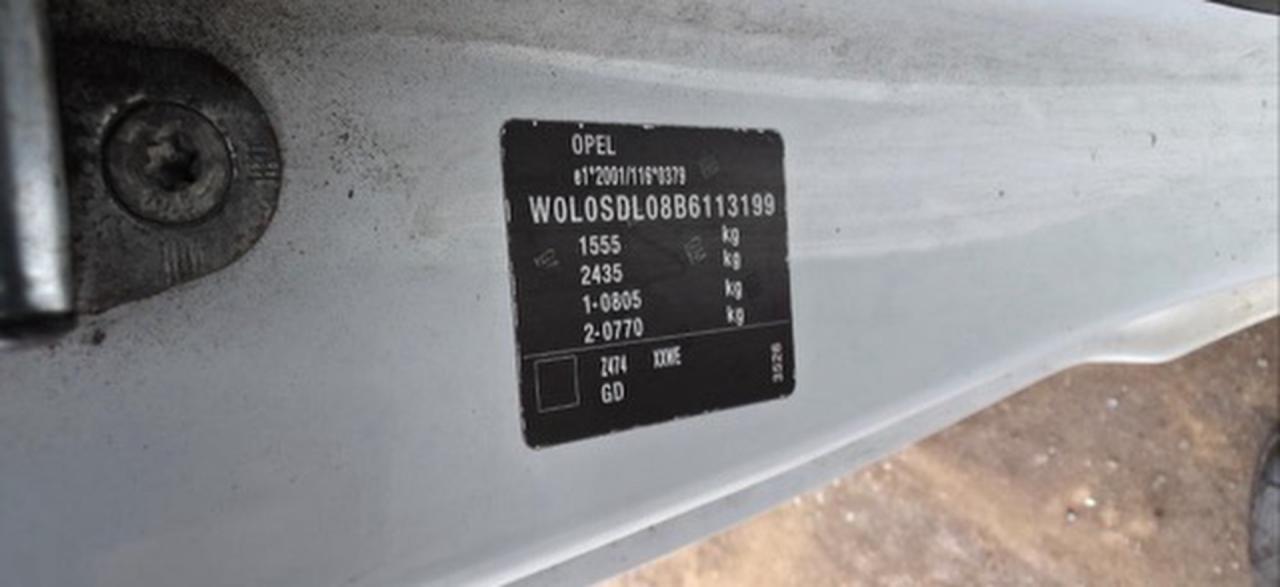 OPEL
e1*2001/116*0379
W0L0SDL08B6113199
1555 kg
2435 kg
1-0805 kg
2-0770 kg
Z474 XXWE
GD
3526